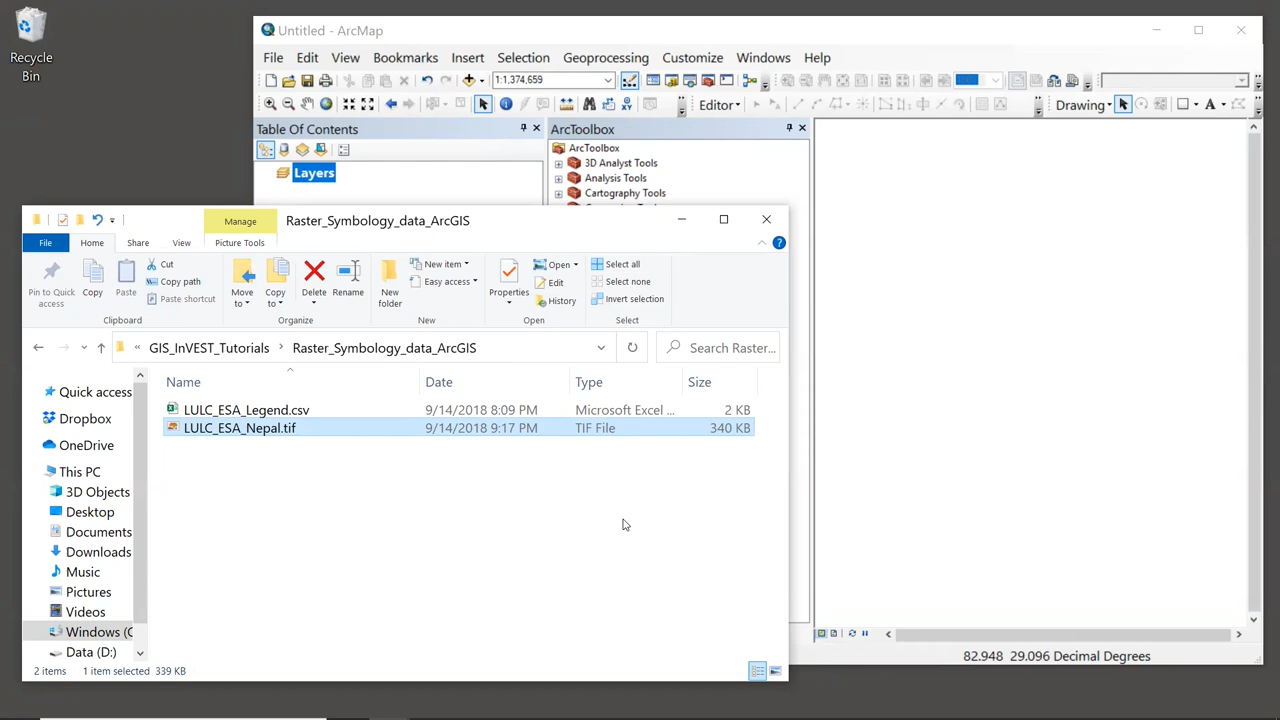 Recycle
Bin
Untitled - ArcMap
File Edit View Bookmarks Insert Selection Geoprocessing Customize Windows Help
1:1,374,659
Editor Drawing A
Table Of Contents
Layers
ArcToolbox
ArcToolbox
3D Analyst Tools
Analysis Tools
Cartography Tools
Manage
Raster_Symbology_data_ArcGIS
File Home Share View Picture Tools
Pin to Quick
access
Copy
Paste
Cut
Copy path
Paste shortcut
Clipboard
Move
to
Copy
to
Delete
Rename
Organize
New
folder
New item
Easy access
New
Properties
Open
Edit
History
Open
Select all
Select none
Invert selection
Select
« GIS_InVEST_Tutorials > Raster_Symbology_data_ArcGIS
Search Raster...
Name Date Type Size
LULC_ESA_Legend.csv 9/14/2018 8:09 PM Microsoft Excel ... 2 KB
LULC_ESA_Nepal.tif 9/14/2018 9:17 PM TIF File 340 KB
Quick access
Dropbox
OneDrive
This PC
3D Objects
Desktop
Documents
Downloads
Music
Pictures
Videos
Windows (C
Data (D:)
2 items 1 item selected 339 KB
82.948 29.096 Decimal Degrees